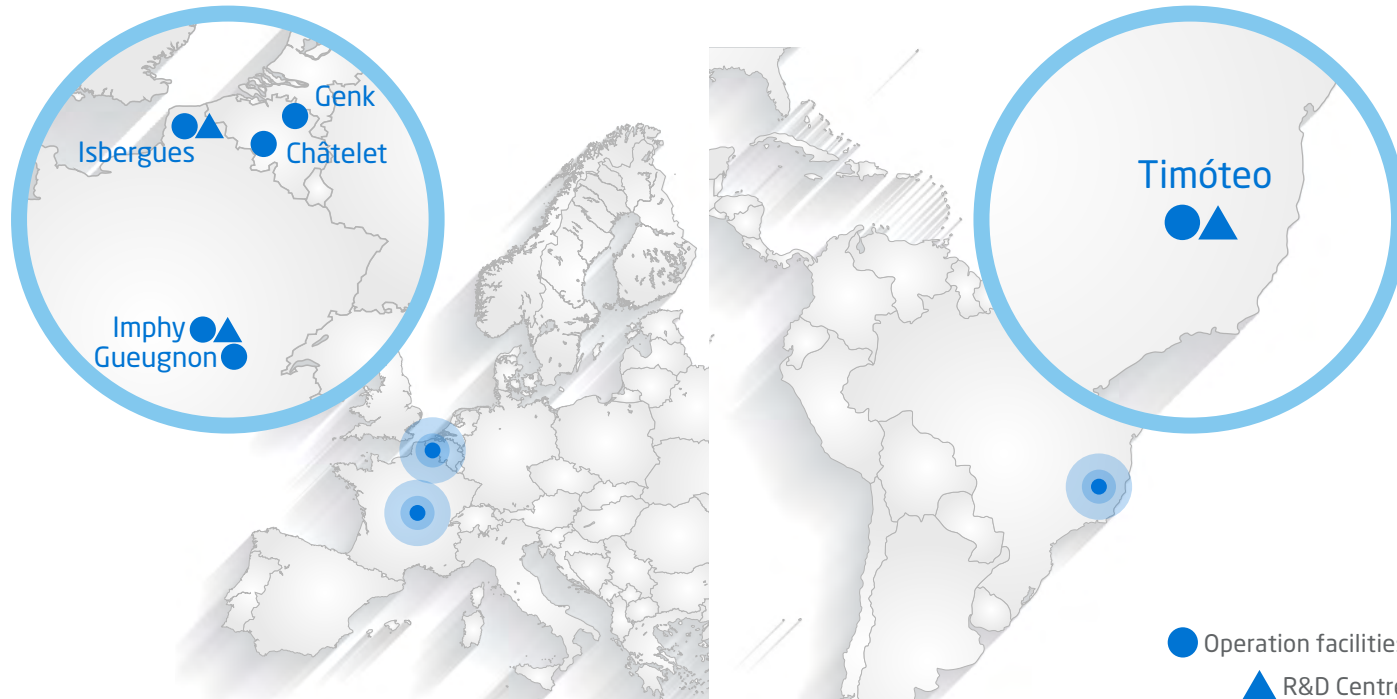 Genk
Isbergues
Châtelet
Imphy
Gueugnon
Timóteo
Operation facilitie
R&D Centr